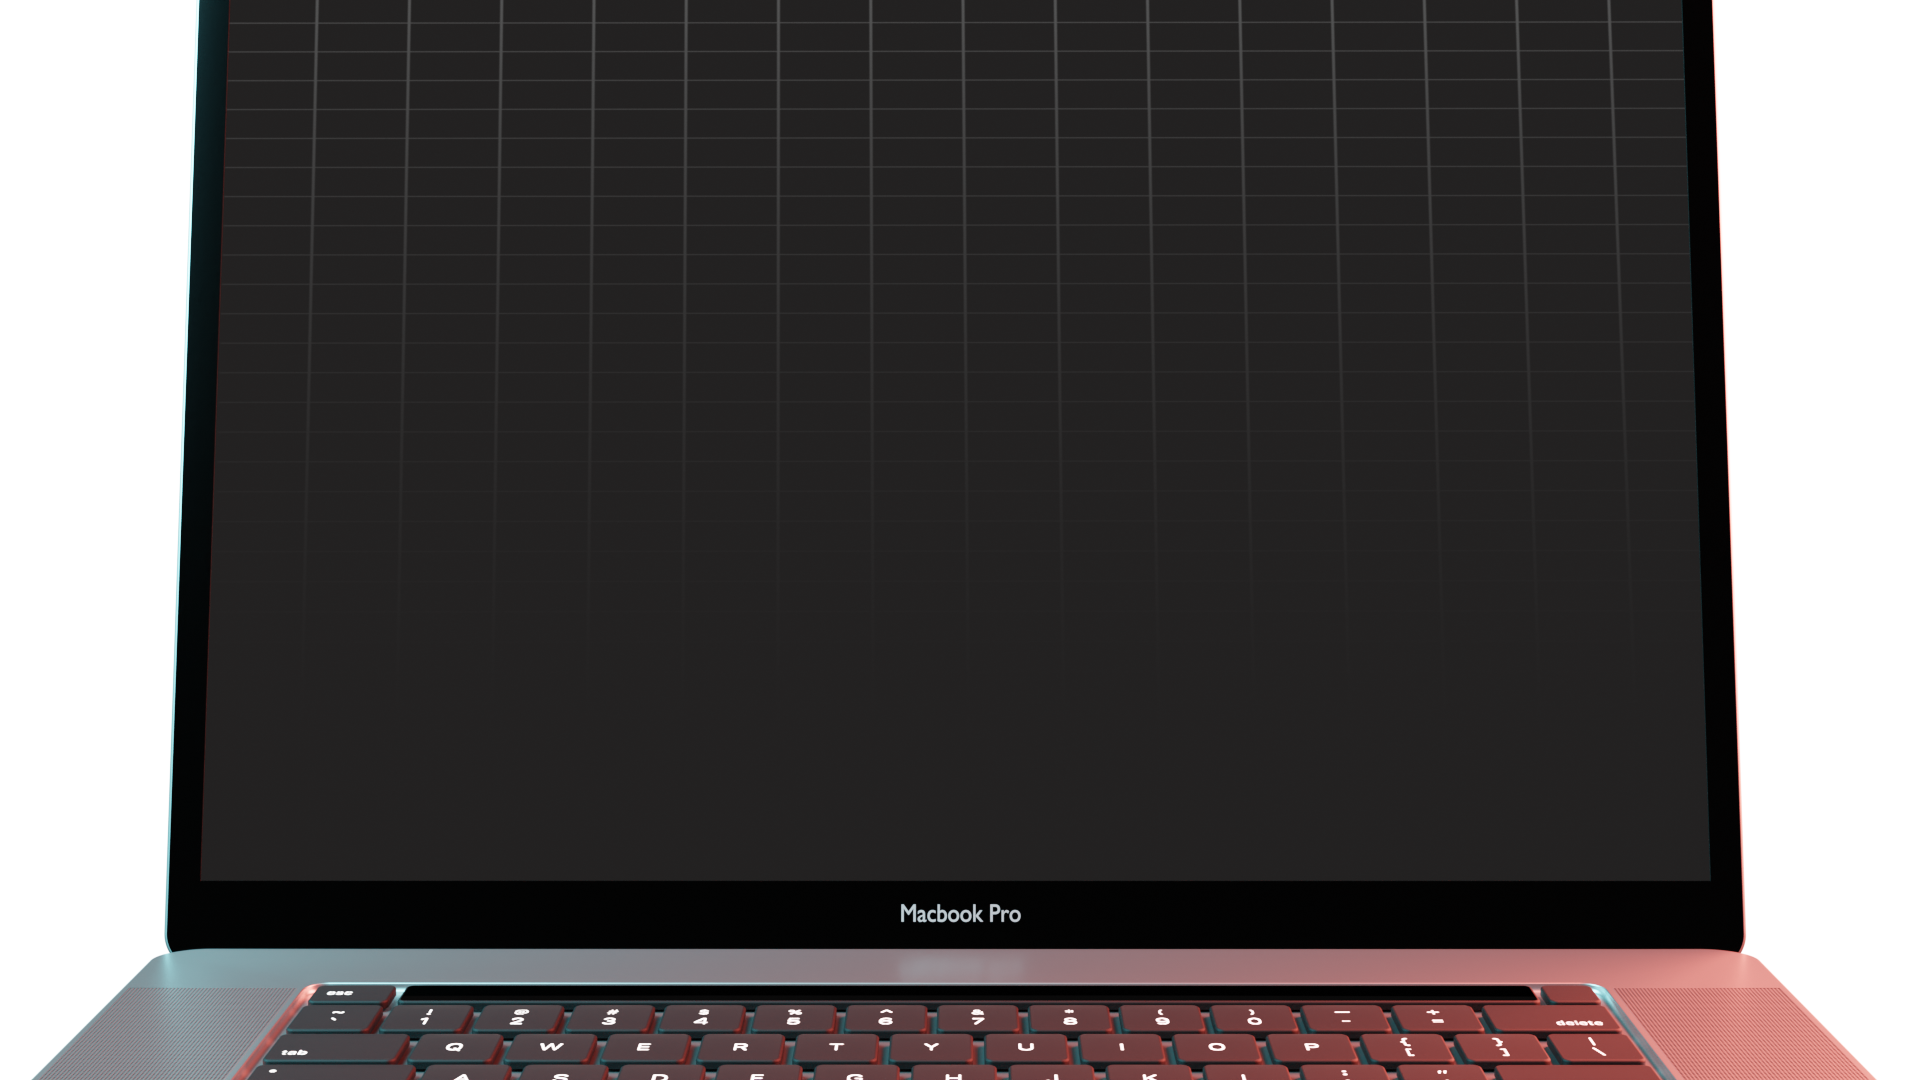 Macbook Pro
esc
~ ! @ # $ % ^ & * ( ) — +
` 1 2 3 4 5 6 7 8 9 0 - = delete
tab Q W E R T Y U I O P { [ } ] | \
A S D F G H J K L : "